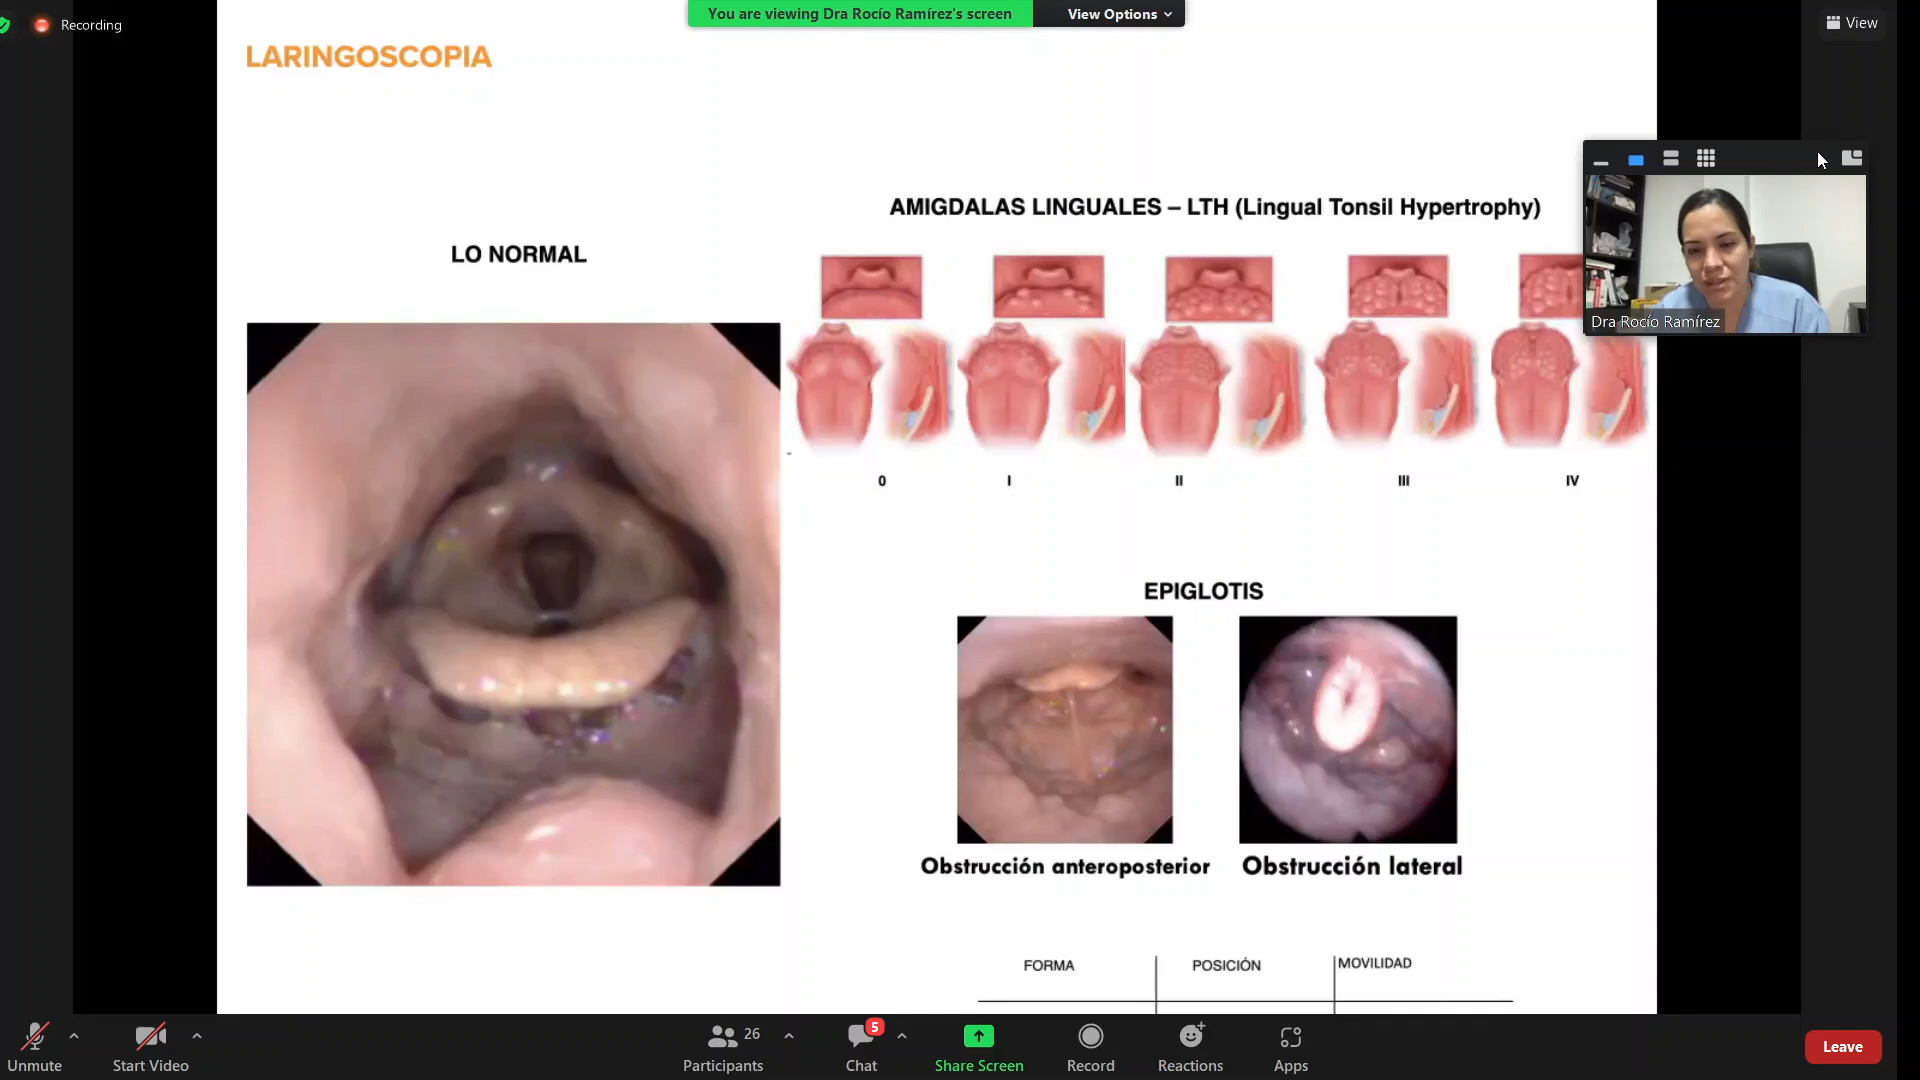 Recording
You are viewing Dra Rocío Ramírez's screen
View Options
View
LARINGOSCOPIA
AMIGDALAS LINGUALES – LTH (Lingual Tonsil Hypertrophy)
LO NORMAL
Dra Rocío Ramírez
0 I II III IV
EPIGLOTIS
Obstrucción anteroposterior
Obstrucción lateral
FORMA POSICIÓN MOVILIDAD
26
5
Unmute
Start Video
Participants
Chat
Share Screen
Record
Reactions
Apps
Leave